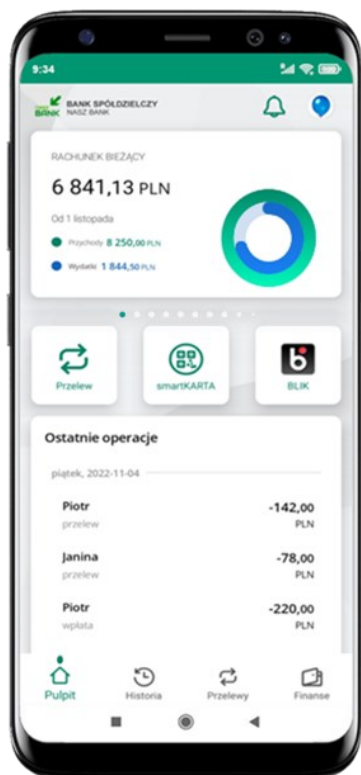 9:34
BANK SPÓŁDZIELCZY
BANK NASZ BANK
RACHUNEK BIEŻĄCY
6 841,13 PLN
Od 1 listopada
Przychody 8 250,00 PLN
Wydatki 1 844,50 PLN
Przelew smartKARTA BLIK
Ostatnie operacje
piątek, 2022-11-04
Piotr -142,00
przelew PLN
Janina -78,00
przelew PLN
Piotr -220,00
wpłata PLN
Pulpit Historia Przelewy Finanse